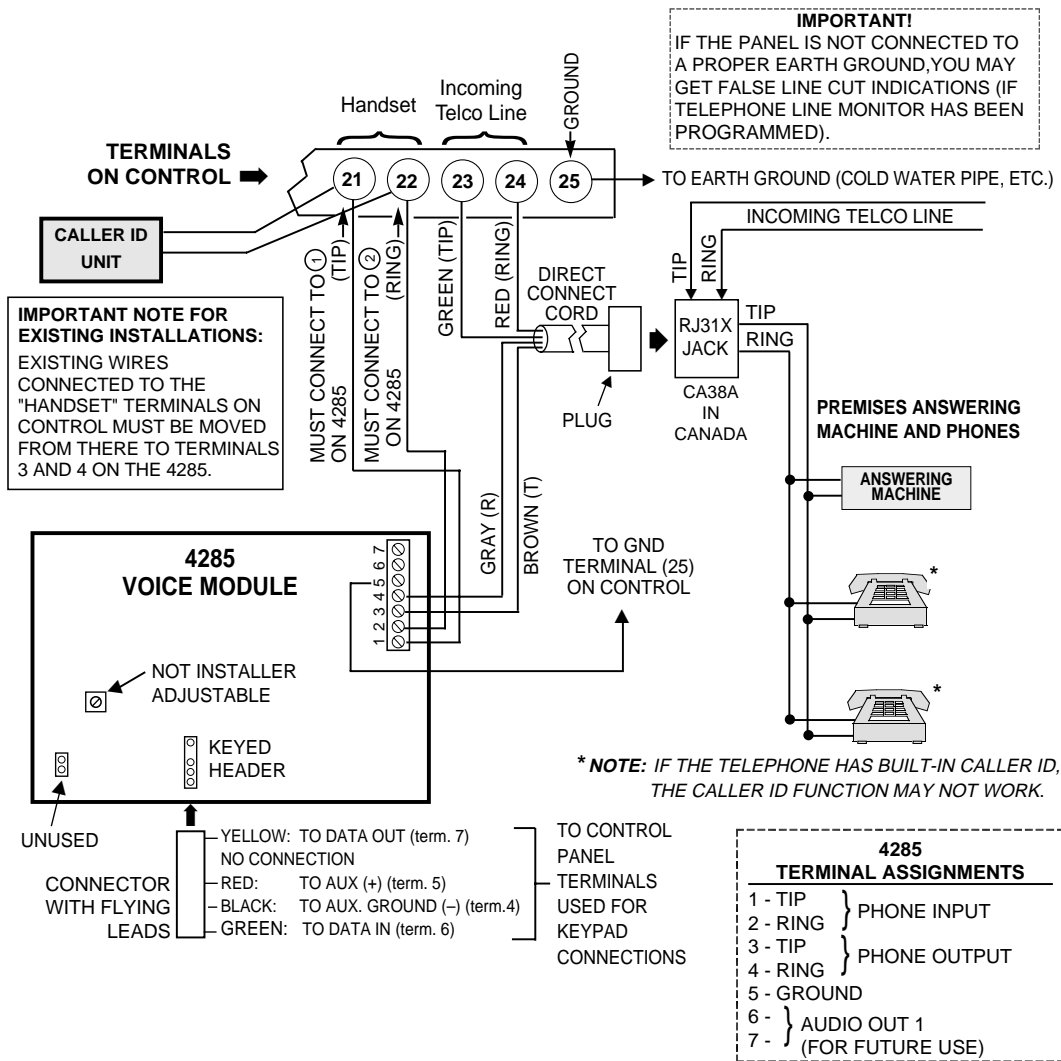 IMPORTANT!
IF THE PANEL IS NOT CONNECTED TO
A PROPER EARTH GROUND,YOU MAY
GET FALSE LINE CUT INDICATIONS (IF
TELEPHONE LINE MONITOR HAS BEEN
PROGRAMMED).
Handset
Incoming
Telco Line
GROUND
TERMINALS
ON CONTROL
21
22
23
24
25
TO EARTH GROUND (COLD WATER PIPE, ETC.)
CALLER ID
UNIT
IMPORTANT NOTE FOR
EXISTING INSTALLATIONS:
EXISTING WIRES
CONNECTED TO THE
"HANDSET" TERMINALS ON
CONTROL MUST BE MOVED
FROM THERE TO TERMINALS
3 AND 4 ON THE 4285.
MUST CONNECT TO 1
ON 4285
(TIP)
MUST CONNECT TO 2
ON 4285
(RING)
GREEN (TIP)
RED (RING)
DIRECT
CONNECT
CORD
PLUG
INCOMING TELCO LINE
TIP
RING
RJ31X
JACK
TIP
RING
CA38A
IN
CANADA
PREMISES ANSWERING
MACHINE AND PHONES
ANSWERING
MACHINE
*
*
* NOTE: IF THE TELEPHONE HAS BUILT-IN CALLER ID,
THE CALLER ID FUNCTION MAY NOT WORK.
GRAY (R)
BROWN (T)
TO GND
TERMINAL (25)
ON CONTROL
4285
VOICE MODULE
1 2 3 4 5 6 7
NOT INSTALLER
ADJUSTABLE
KEYED
HEADER
UNUSED
CONNECTOR
WITH FLYING
LEADS
YELLOW: TO DATA OUT (term. 7)
NO CONNECTION
RED: TO AUX (+) (term. 5)
BLACK: TO AUX. GROUND (–) (term.4)
GREEN: TO DATA IN (term. 6)
TO CONTROL
PANEL
TERMINALS
USED FOR
KEYPAD
CONNECTIONS
4285
TERMINAL ASSIGNMENTS
1 - TIP
2 - RING
PHONE INPUT
3 - TIP
4 - RING
PHONE OUTPUT
5 - GROUND
6 -
7 -
AUDIO OUT 1
(FOR FUTURE USE)